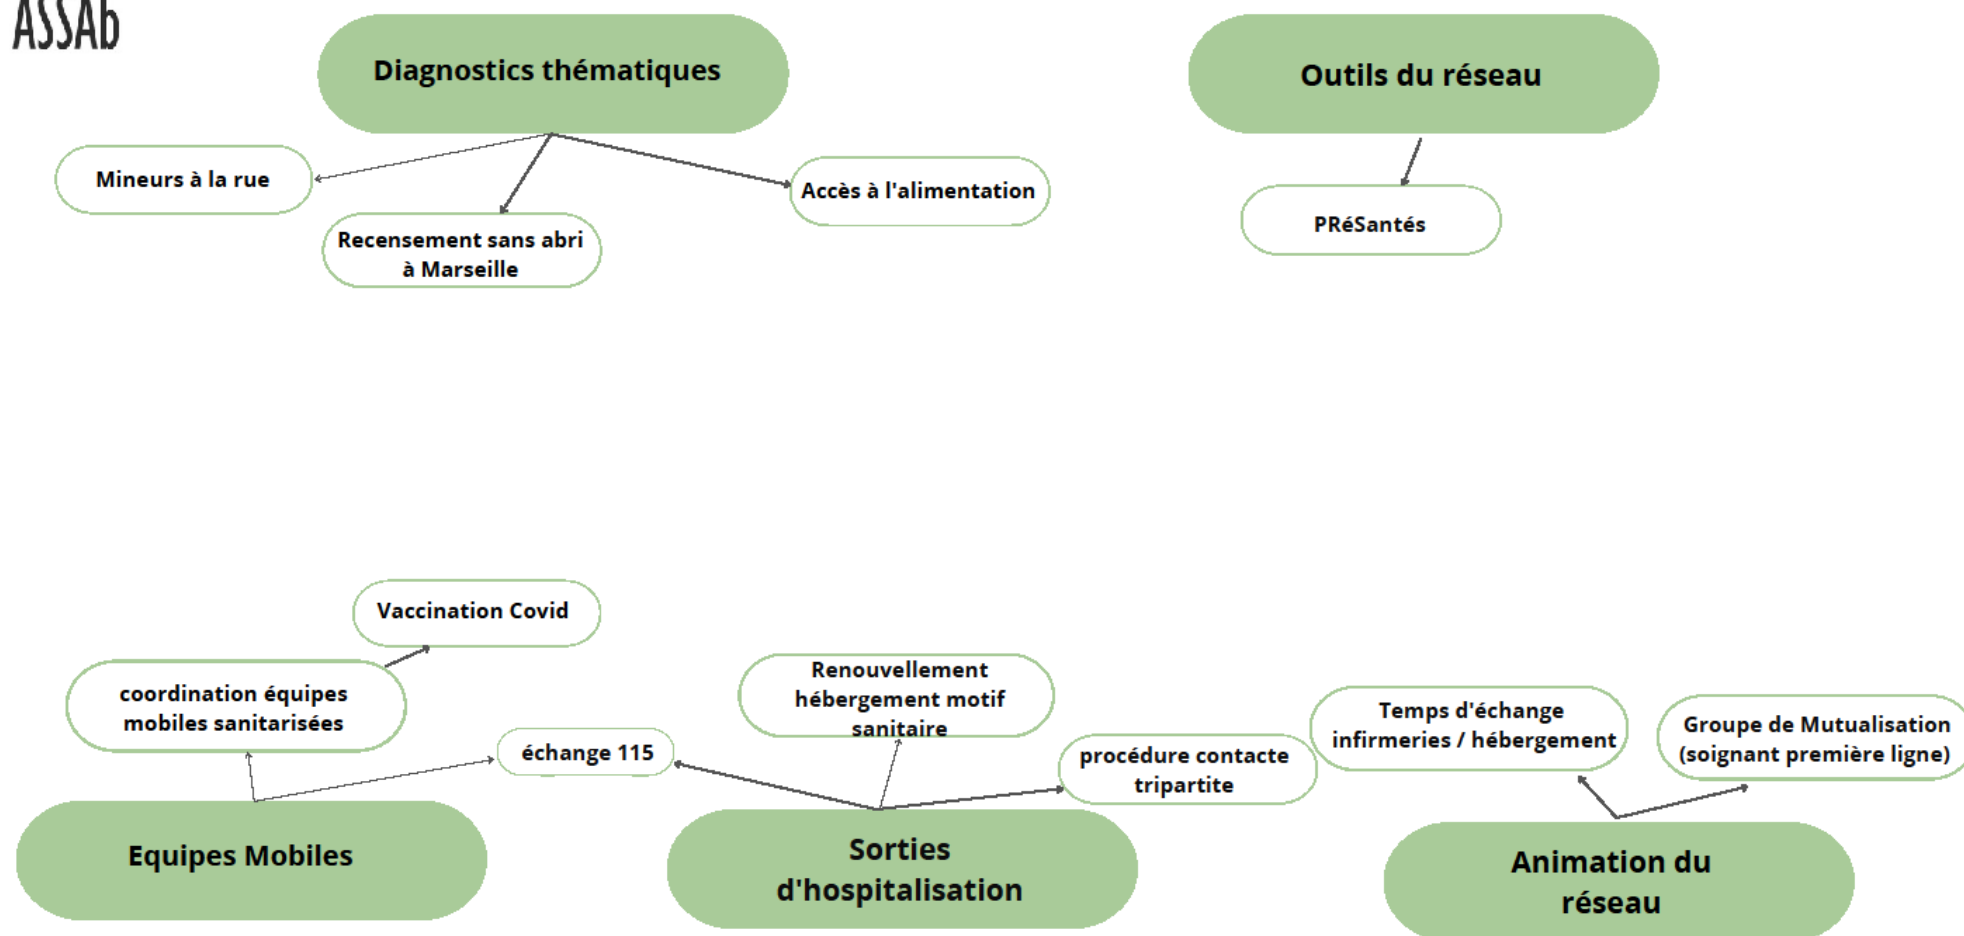 ASSAb
Diagnostics thématiques
Outils du réseau
Mineurs à la rue
Recensement sans abri
à Marseille
Accès à l'alimentation
PRéSantés
Vaccination Covid
coordination équipes
mobiles sanitarisées
échange 115
Renouvellement
hébergement motif
sanitaire
procédure contacte
tripartite
Temps d'échange
infirmeries / hébergement
Groupe de Mutualisation
(soignant première ligne)
Equipes Mobiles
Sorties
d'hospitalisation
Animation du
réseau